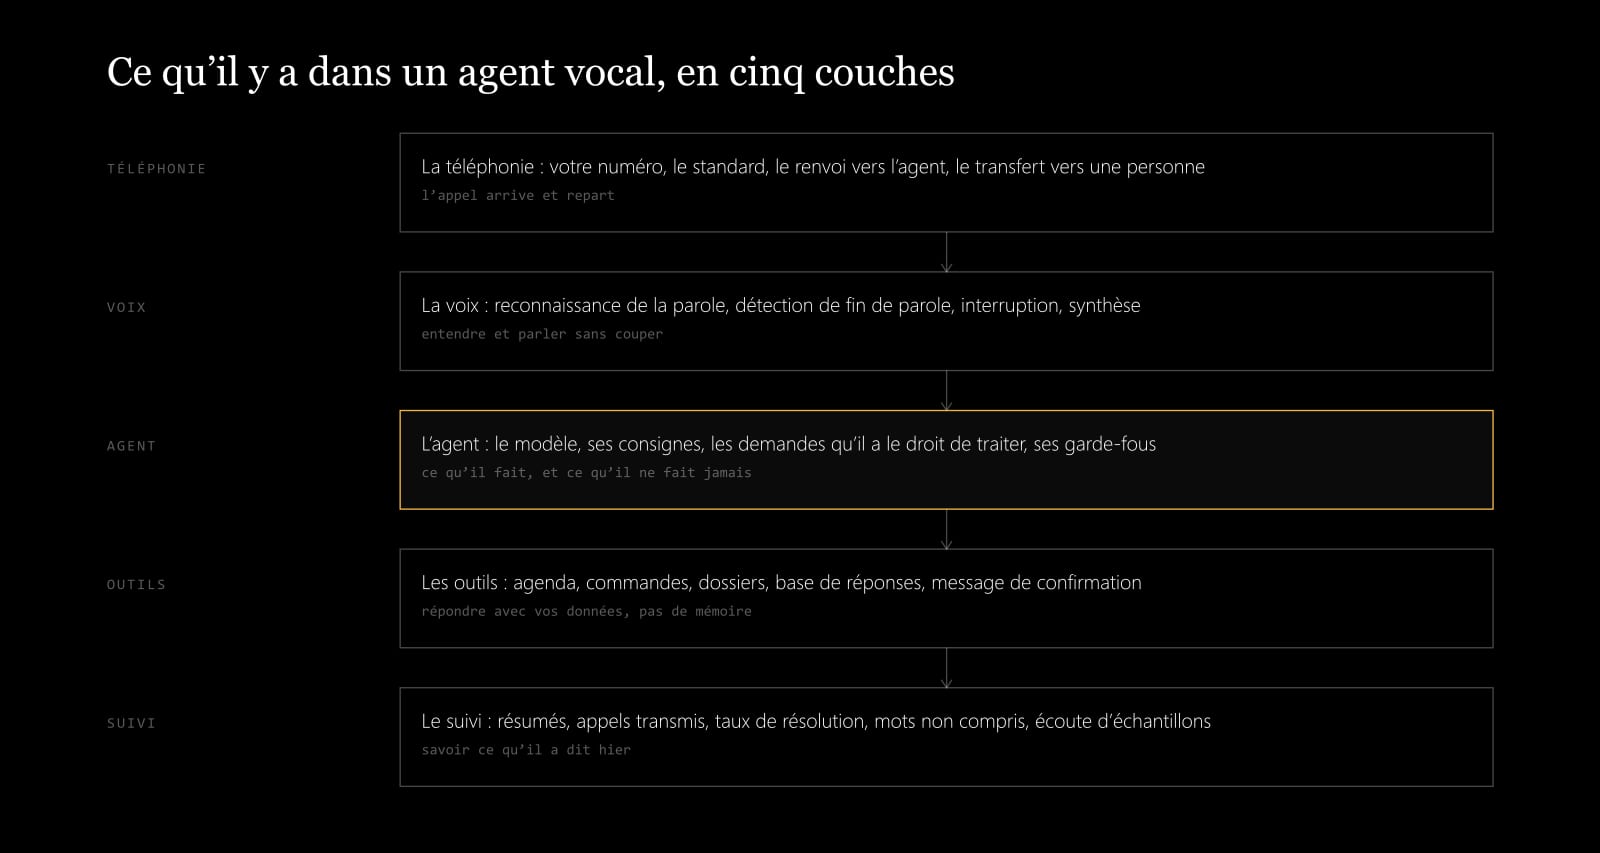 Ce qu’il y a dans un agent vocal, en cinq couches
TÉLÉPHONIE
La téléphonie : votre numéro, le standard, le renvoi vers l’agent, le transfert vers une personne
l’appel arrive et repart
VOIX
La voix : reconnaissance de la parole, détection de fin de parole, interruption, synthèse
entendre et parler sans couper
AGENT
L’agent : le modèle, ses consignes, les demandes qu’il a le droit de traiter, ses garde-fous
ce qu’il fait, et ce qu’il ne fait jamais
OUTILS
Les outils : agenda, commandes, dossiers, base de réponses, message de confirmation
répondre avec vos données, pas de mémoire
SUIVI
Le suivi : résumés, appels transmis, taux de résolution, mots non compris, écoute d’échantillons
savoir ce qu’il a dit hier